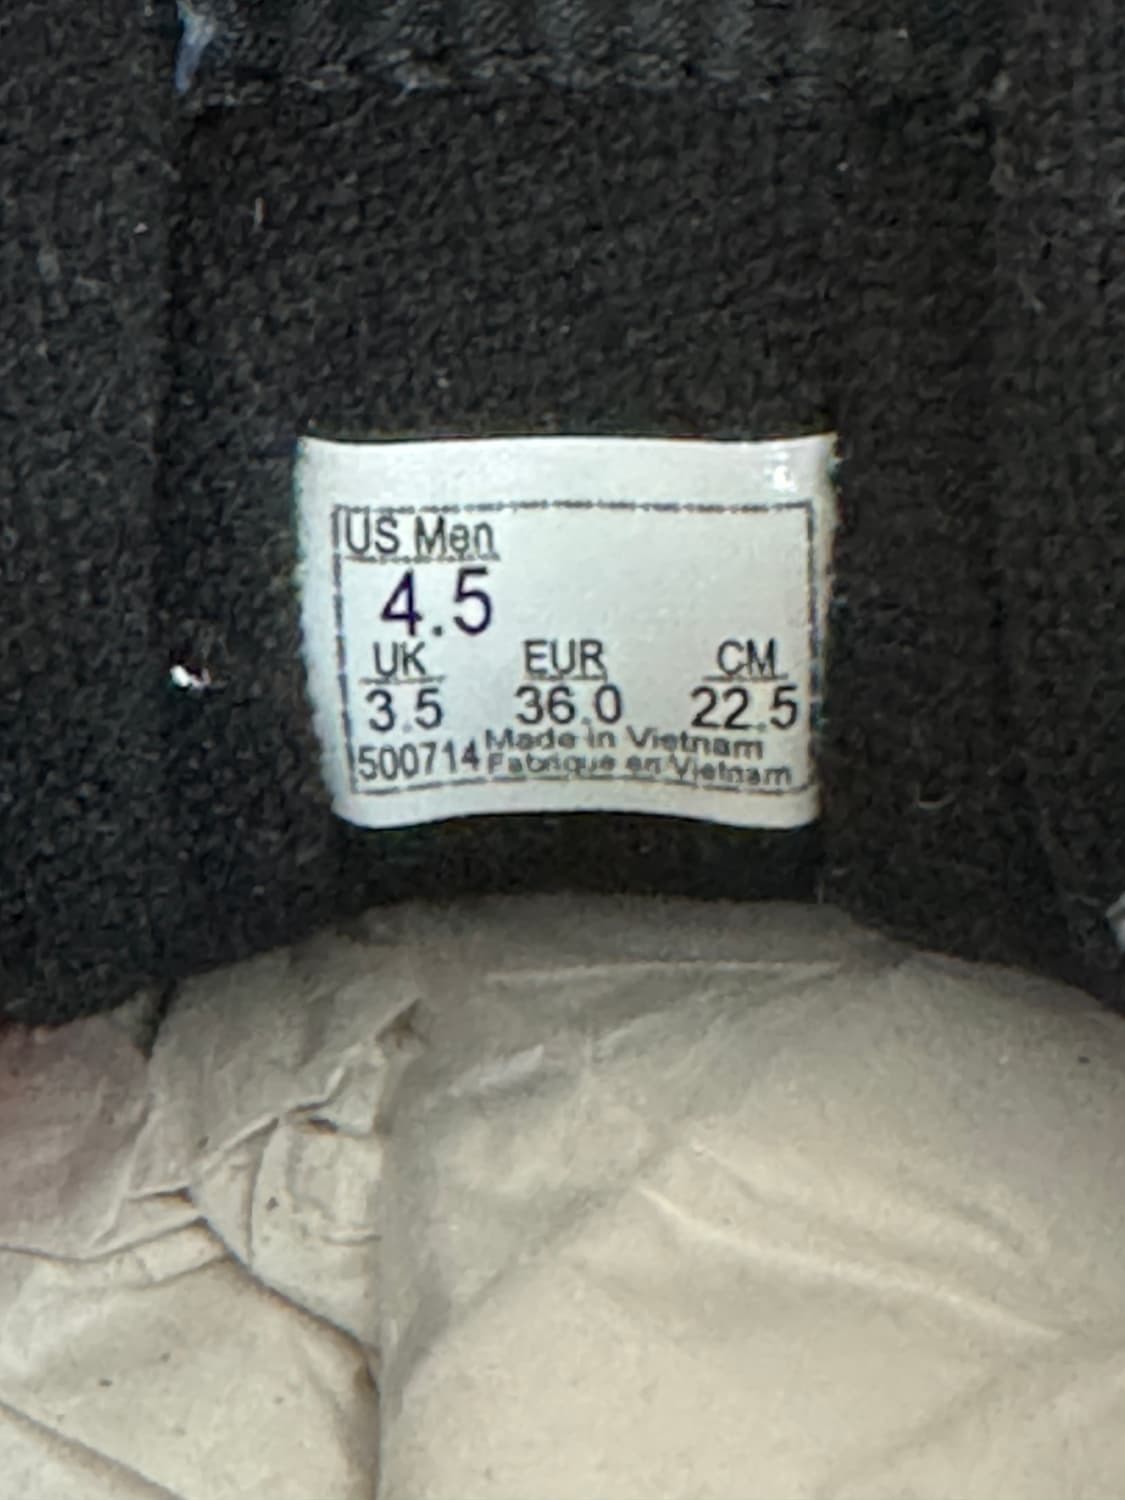 US Men
4.5
UK EUR CM
3.5 36.0 22.5
500714 Made in Vietnam
Fabrique en Vietnam